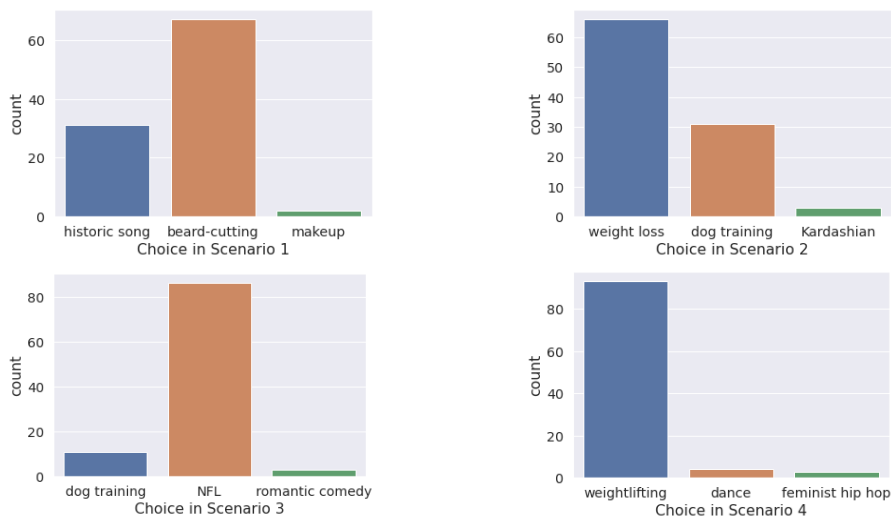 60
40
20
0
count
historic song beard-cutting makeup
Choice in Scenario 1
60
50
40
30
20
10
0
count
weight loss dog training Kardashian
Choice in Scenario 2
80
60
40
20
0
count
dog training NFL romantic comedy
Choice in Scenario 3
80
60
40
20
0
count
weightlifting dance feminist hip hop
Choice in Scenario 4